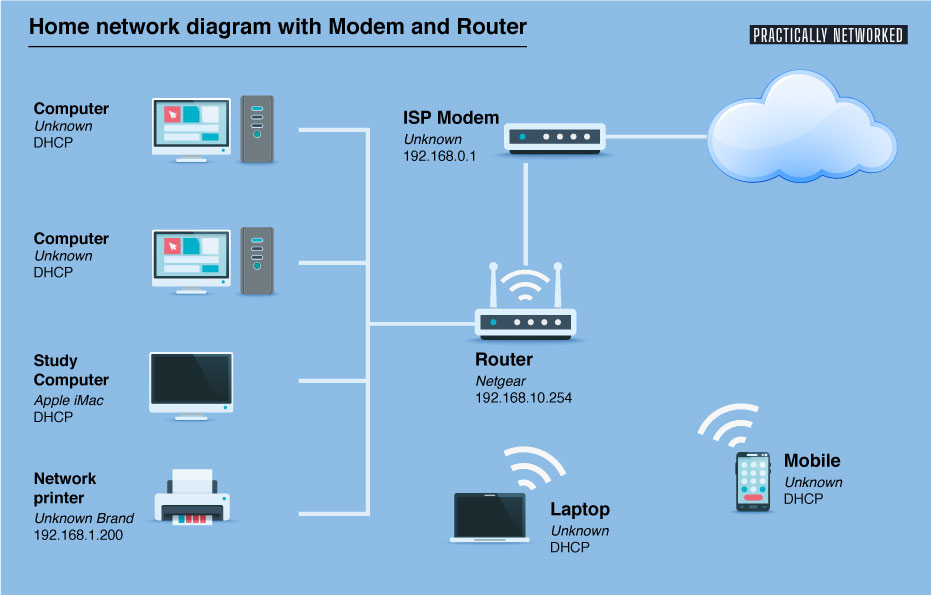 Home network diagram with Modem and Router
PRACTICALLY NETWORKED
Computer
Unknown
DHCP
ISP Modem
Unknown
192.168.0.1
Computer
Unknown
DHCP
Router
Netgear
192.168.10.254
Study
Computer
Apple iMac
DHCP
Network
printer
Unknown Brand
192.168.1.200
Laptop
Unknown
DHCP
Mobile
Unknown
DHCP